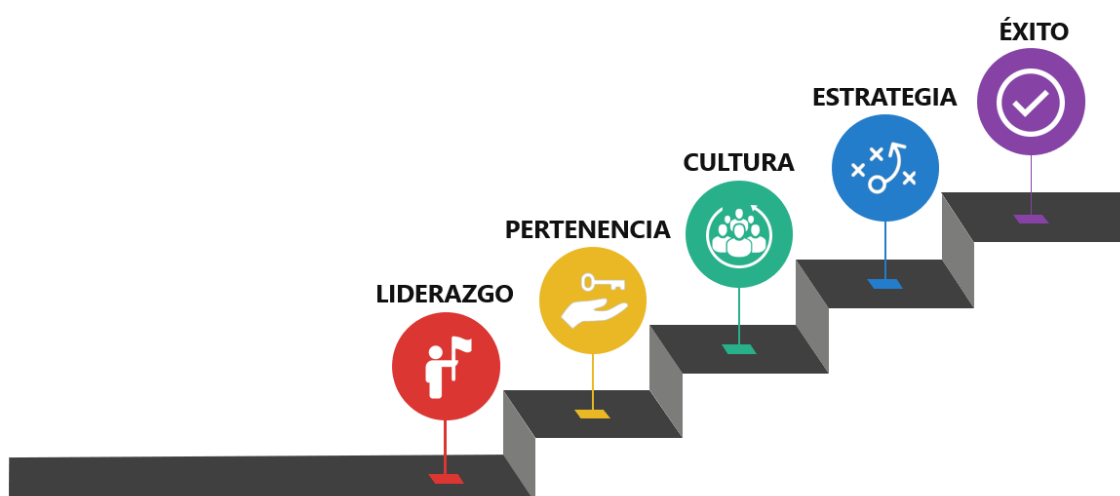 ÉXITO
ESTRATEGIA
CULTURA
PERTENENCIA
LIDERAZGO